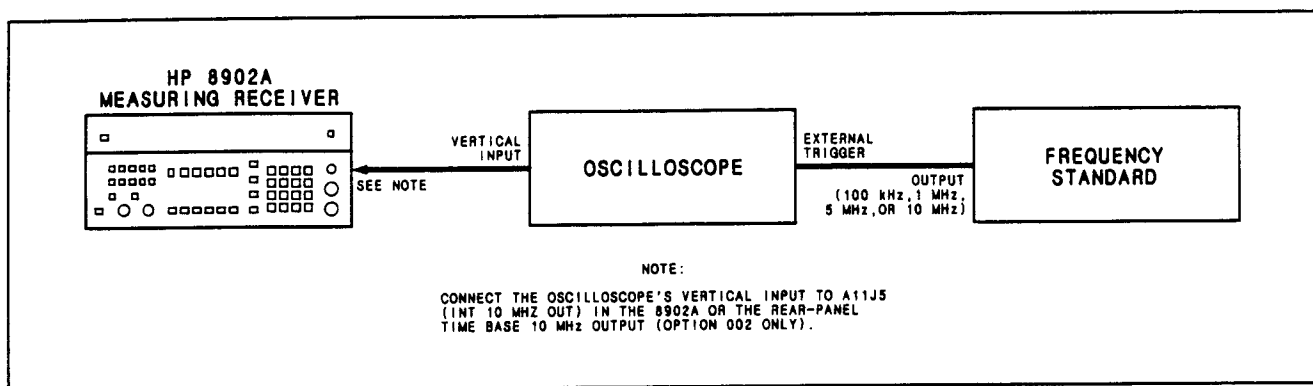 HP 8902A
MEASURING RECEIVER
VERTICAL
INPUT
SEE NOTE
OSCILLOSCOPE
EXTERNAL
TRIGGER
OUTPUT
(100 kHz,1 MHz,
5 MHz,OR 10 MHz)
FREQUENCY
STANDARD
NOTE:
CONNECT THE OSCILLOSCOPE'S VERTICAL INPUT TO A11J5
(INT 10 MHZ OUT) IN THE 8902A OR THE REAR-PANEL
TIME BASE 10 MHz OUTPUT (OPTION 002 ONLY).